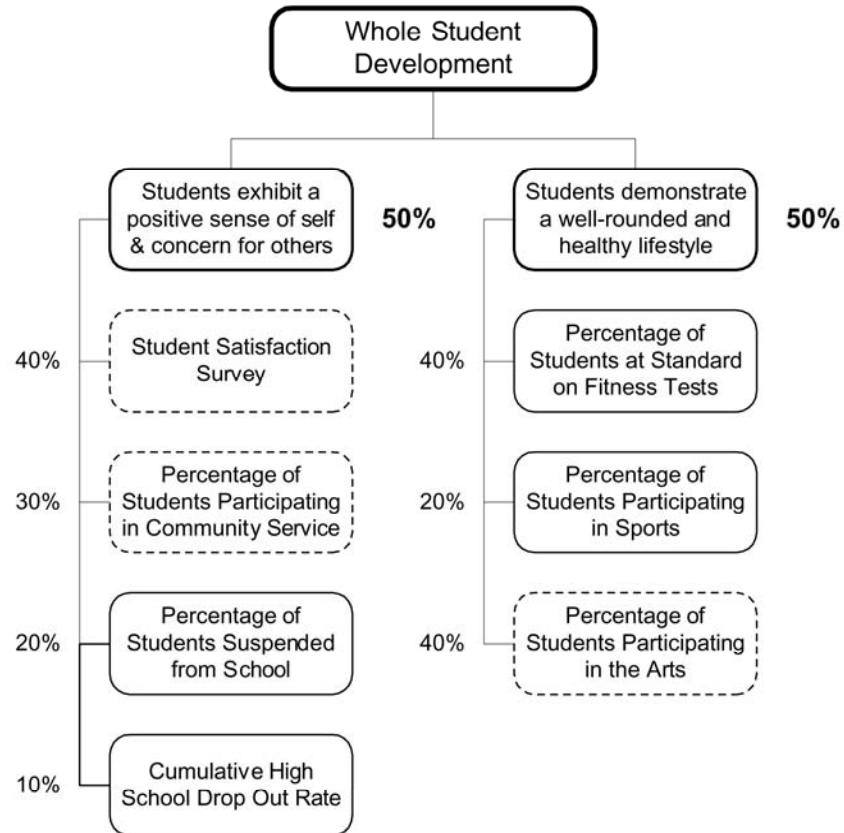 Whole Student
Development
Students exhibit a
positive sense of self
& concern for others
50%
Students demonstrate
a well-rounded and
healthy lifestyle
50%
40%
Student Satisfaction
Survey
40%
Percentage of
Students at Standard
on Fitness Tests
30%
Percentage of
Students Participating
in Community Service
20%
Percentage of
Students Participating
in Sports
20%
Percentage of
Students Suspended
from School
40%
Percentage of
Students Participating
in the Arts
10%
Cumulative High
School Drop Out Rate